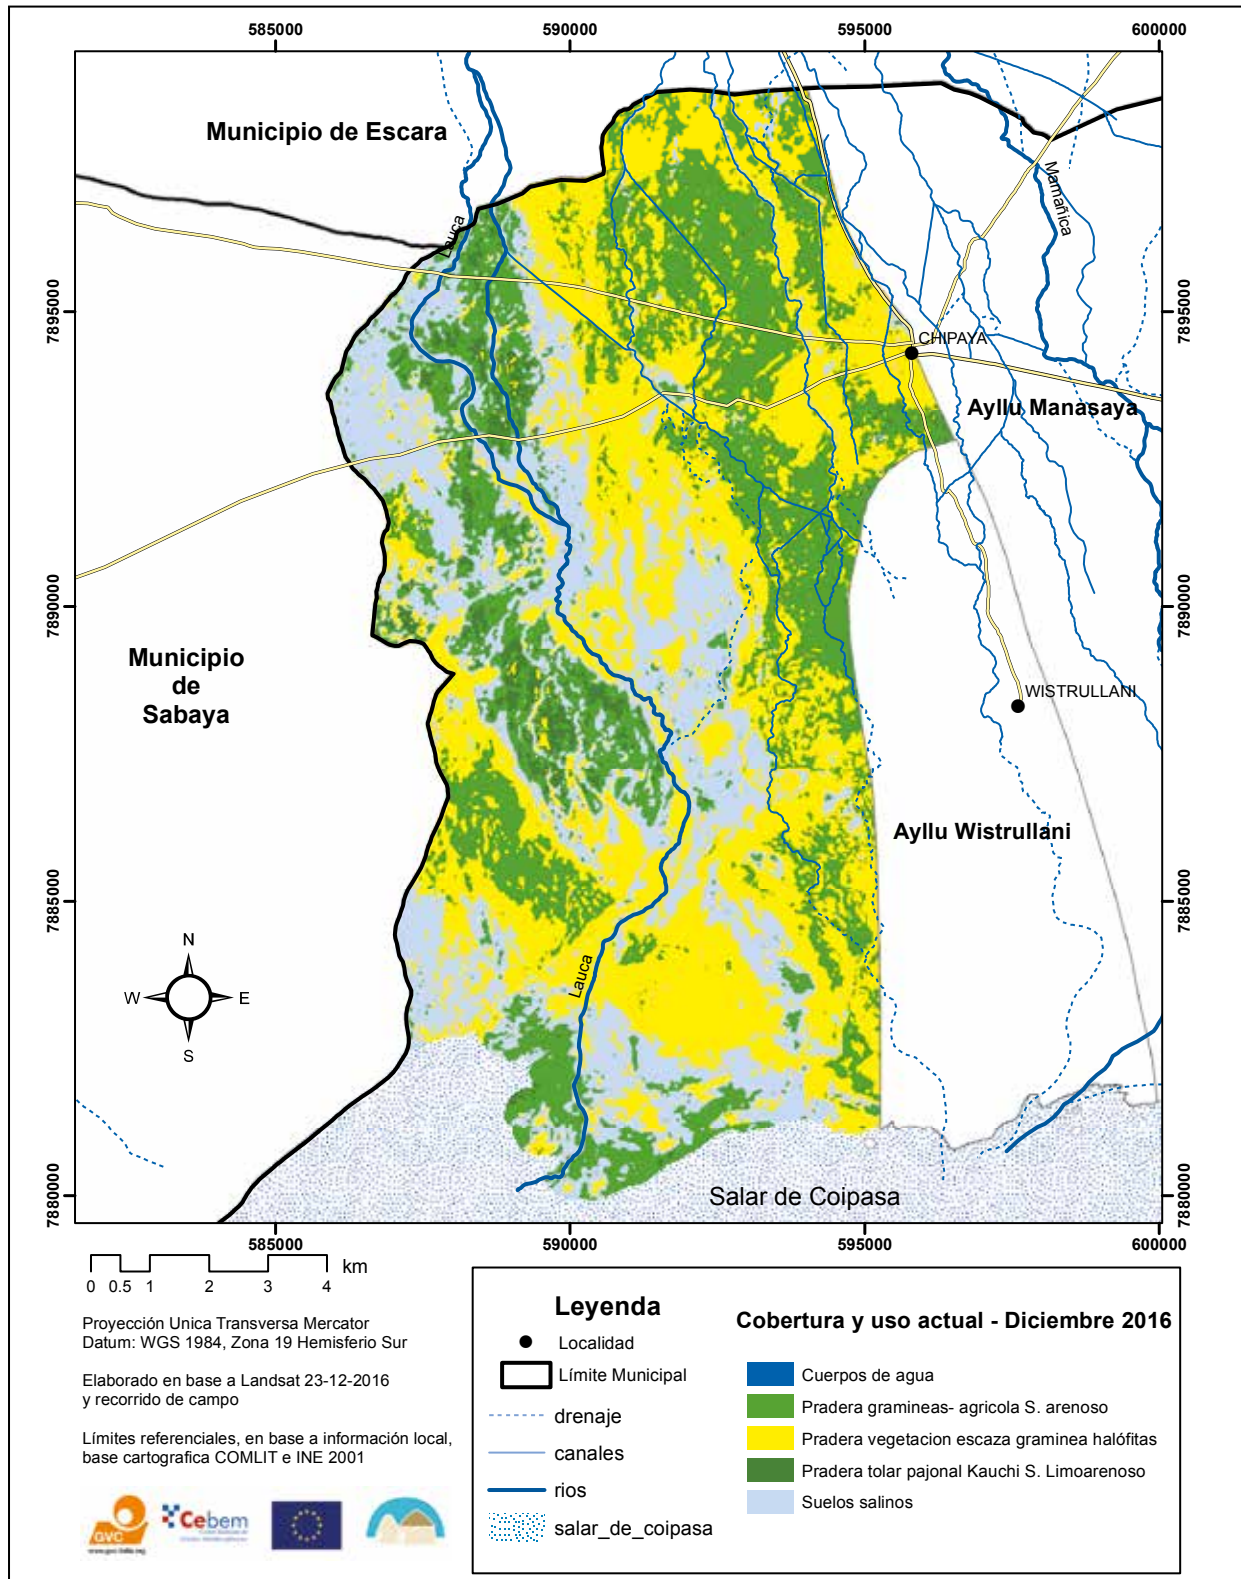 585000
590000
595000
600000
Municipio de Escara
Mamañica
Lauca
7895000
7895000
CHIPAYA
Ayllu Manasaya
7890000
7890000
Municipio
de
Sabaya
WISTRULLANI
Ayllu Wistrullani
7885000
7885000
N
W
E
S
Lauca
7880000
7880000
Salar de Coipasa
585000
590000
595000
600000
km
0 0.5 1 2 3 4
Proyección Unica Transversa Mercator
Datum: WGS 1984, Zona 19 Hemisferio Sur
Elaborado en base a Landsat 23-12-2016
y recorrido de campo
Límites referenciales, en base a información local,
base cartografica COMLIT e INE 2001
GVC
Cebem
Leyenda
Localidad
Límite Municipal
drenaje
canales
rios
salar_de_coipasa
Cobertura y uso actual - Diciembre 2016
Cuerpos de agua
Pradera gramineas- agricola S. arenoso
Pradera vegetacion escaza graminea halófitas
Pradera tolar pajonal Kauchi S. Limoarenoso
Suelos salinos